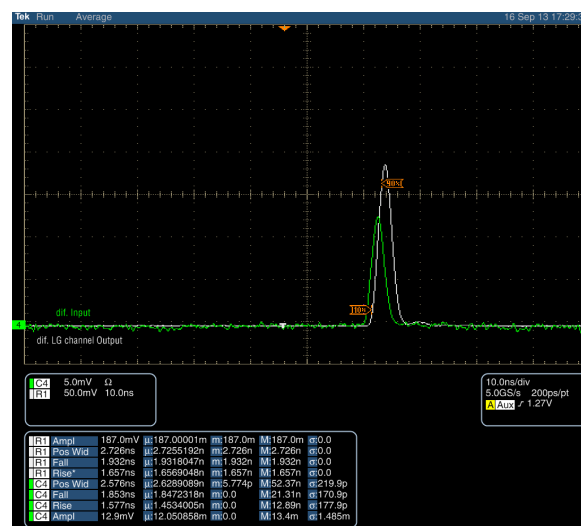 Tek Run Average 16 Sep 13 17:29:3
90%
10%
4
dif. Input
dif. LG channel Output
C4 5.0mV Ω
R1 50.0mV 10.0ns
10.0ns/div
5.0GS/s 200ps/pt
A Aux 1.27V
R1 Ampl 187.0mV µ:187.00001m m:187.0m M:187.0m σ:0.0
R1 Pos Wid 2.726ns µ:2.7255192n m:2.726n M:2.726n σ:0.0
R1 Fall 1.932ns µ:1.9318047n m:1.932n M:1.932n σ:0.0
R1 Rise* 1.657ns µ:1.6569048n m:1.657n M:1.657n σ:0.0
C4 Pos Wid 2.576ns µ:2.6289089n m:5.774p M:52.37n σ:219.9p
C4 Fall 1.853ns µ:1.8472318n m:0.0 M:21.31n σ:170.9p
C4 Rise 1.577ns µ:1.4534005n m:0.0 M:12.89n σ:177.9p
C4 Ampl 12.9mV µ:12.050858m m:0.0 M:13.4m σ:1.485m